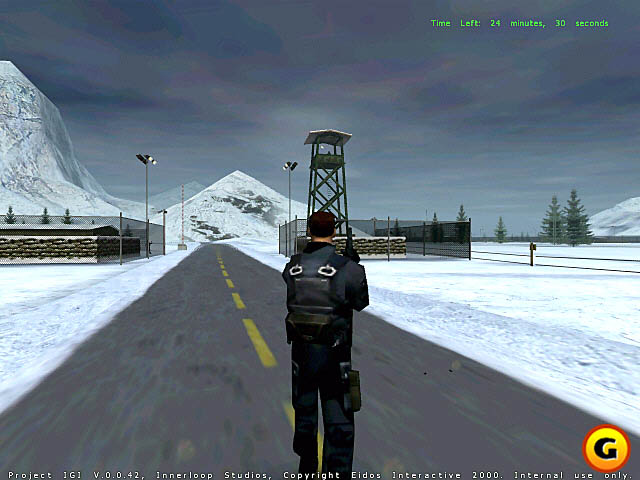 Time Left: 24 minutes, 30 seconds
G
Project IGI V.0.0.42, Innerloop Studios, Copyright Eidos Interactive 2000. Internal use only.